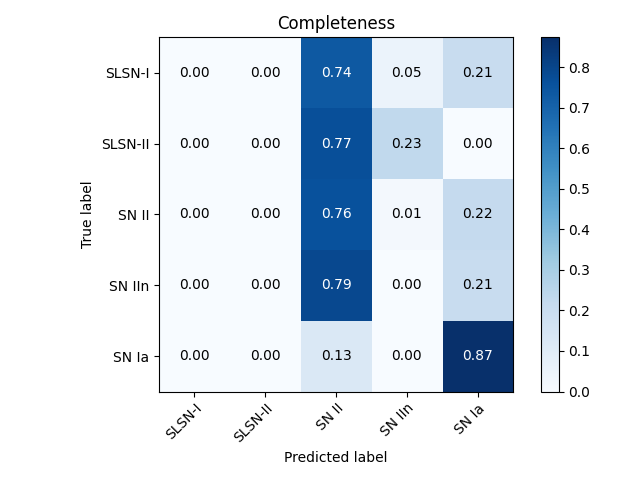 Completeness
SLSN-I 0.00 0.00 0.74 0.05 0.21
SLSN-II 0.00 0.00 0.77 0.23 0.00
SN II 0.00 0.00 0.76 0.01 0.22
SN IIn 0.00 0.00 0.79 0.00 0.21
SN Ia 0.00 0.00 0.13 0.00 0.87
SLSN-I SLSN-II SN II SN IIn SN Ia
Predicted label
True label
0.8
0.7
0.6
0.5
0.4
0.3
0.2
0.1
0.0